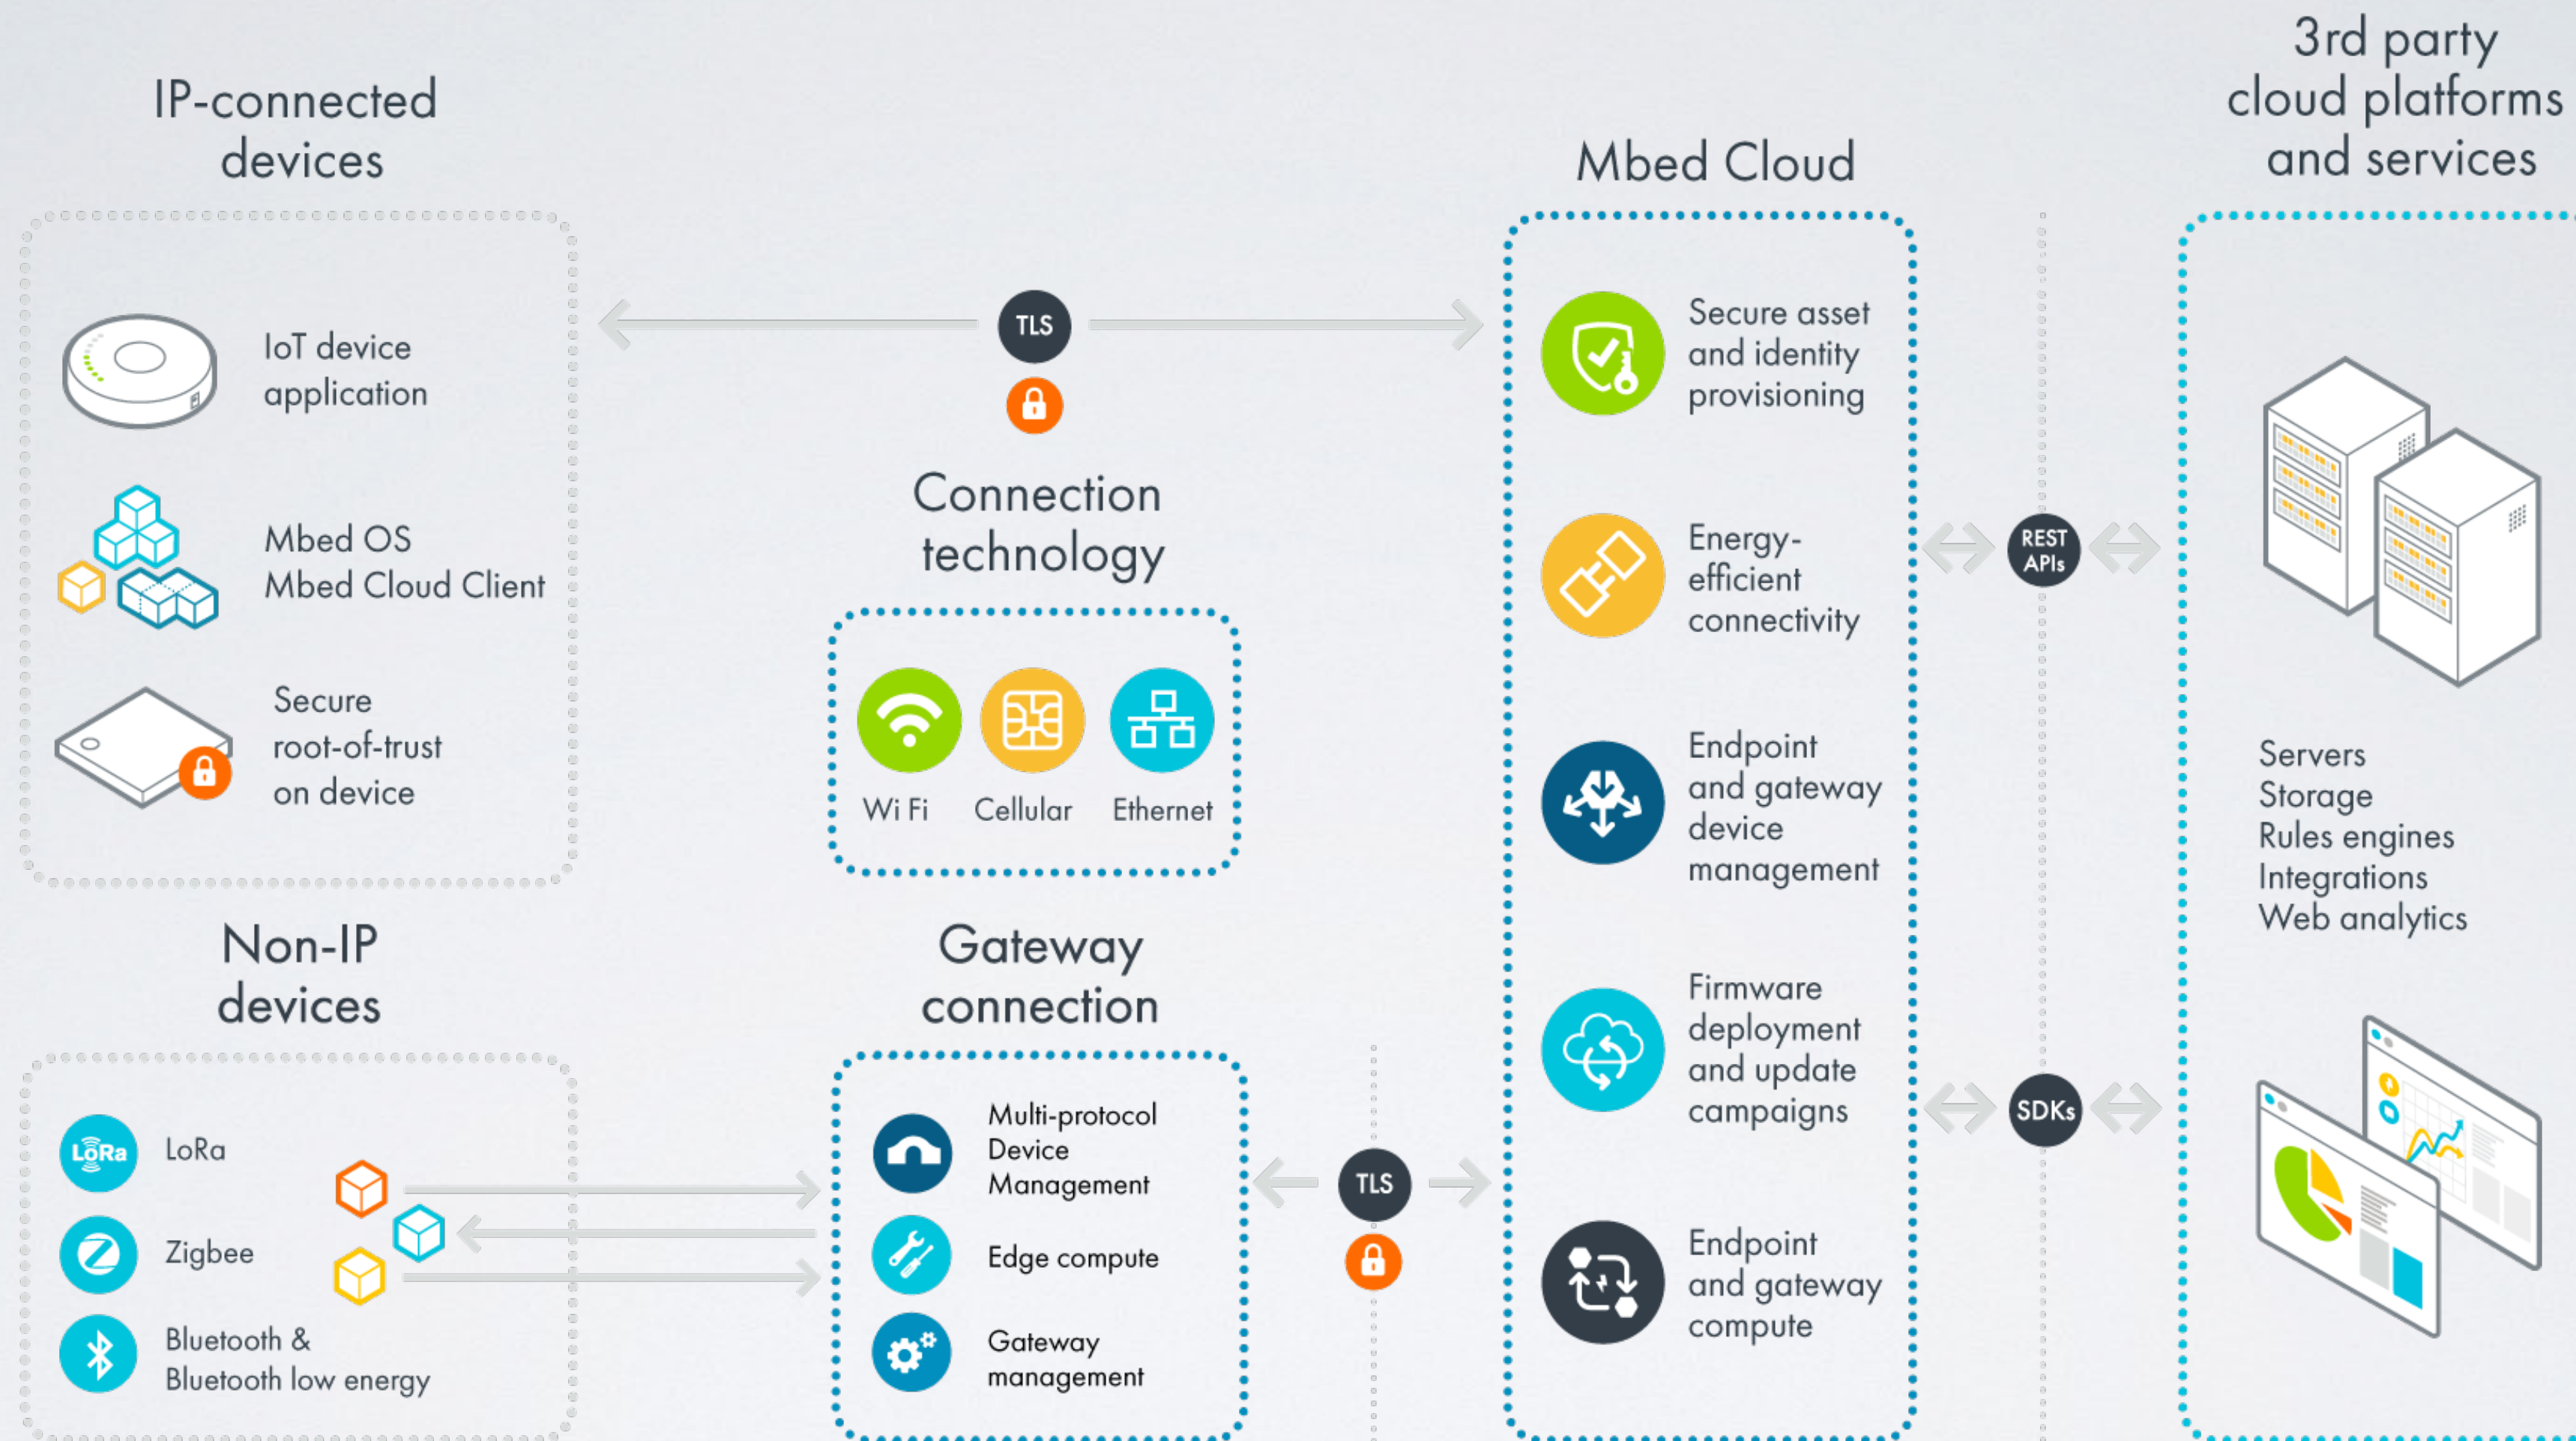 IP-connected
devices
IoT device
application
Mbed OS
Mbed Cloud Client
Secure
root-of-trust
on device
Non-IP
devices
LoRa
LoRa
Zigbee
Bluetooth &
Bluetooth low energy
TLS
Connection
technology
Wi Fi
Cellular
Ethernet
Gateway
connection
Multi-protocol
Device
Management
Edge compute
Gateway
management
TLS
Mbed Cloud
Secure asset
and identity
provisioning
Energy-
efficient
connectivity
Endpoint
and gateway
device
management
Firmware
deployment
and update
campaigns
Endpoint
and gateway
compute
REST
APIs
SDKs
3rd party
cloud platforms
and services
Servers
Storage
Rules engines
Integrations
Web analytics